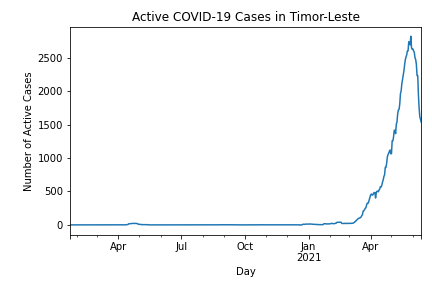 Active COVID-19 Cases in Timor-Leste
Number of Active Cases
2500
2000
1500
1000
500
0
Apr Jul Oct Jan Apr
2021
Day